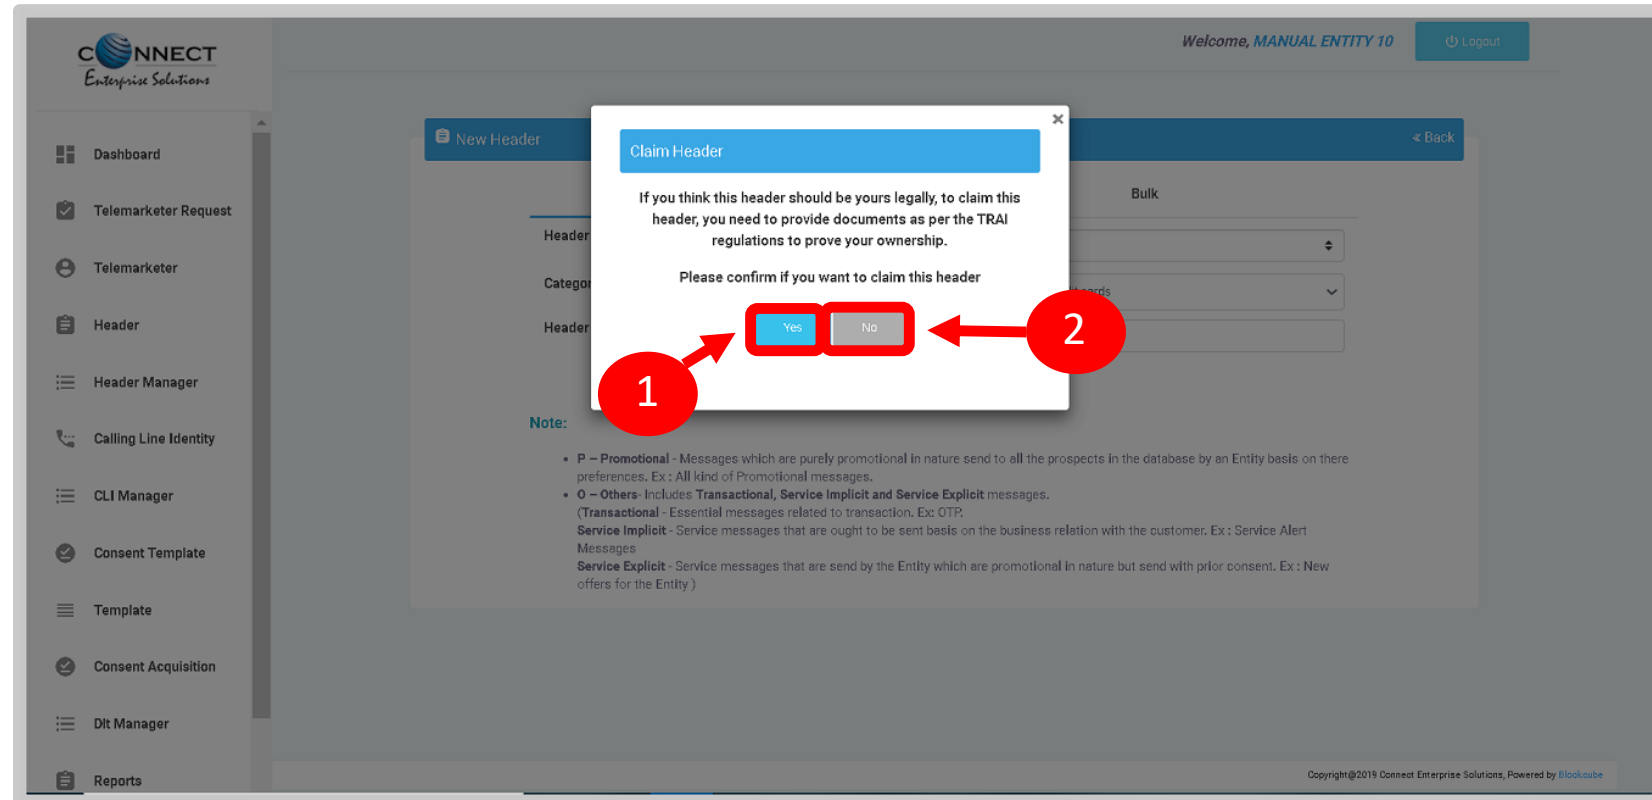 CONNECT
Enterprise Solutions
Welcome, MANUAL ENTITY 10
Logout
Dashboard
Telemarketer Request
Telemarketer
Header
Header Manager
Calling Line Identity
CLI Manager
Consent Template
Template
Consent Acquisition
Dlt Manager
Reports
New Header
« Back
Bulk
Header
Categor
cards
Header
×
Claim Header
If you think this header should be yours legally, to claim this
header, you need to provide documents as per the TRAI
regulations to prove your ownership.
Please confirm if you want to claim this header
Yes
No
1
2
Note:
• P – Promotional - Messages which are purely promotional in nature send to all the prospects in the database by an Entity basis on there
preferences. Ex : All kind of Promotional messages.
• O – Others- Includes Transactional, Service Implicit and Service Explicit messages.
(Transactional - Essential messages related to transaction. Ex: OTP.
Service Implicit - Service messages that are ought to be sent basis on the business relation with the customer. Ex : Service Alert
Messages
Service Explicit - Service messages that are send by the Entity which are promotional in nature but send with prior consent. Ex : New
offers for the Entity )
Copyright@2019 Connect Enterprise Solutions, Powered by Blookcube